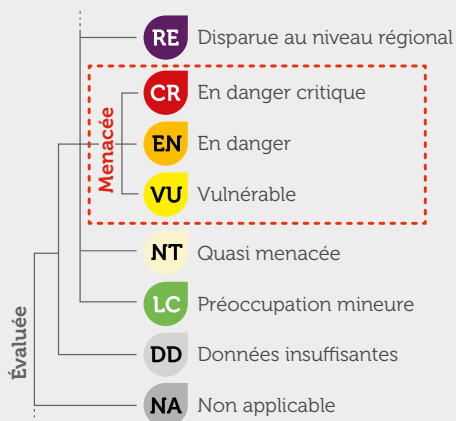 RE Disparue au niveau régional
CR En danger critique
Menacée
EN En danger
VU Vulnérable
NT Quasi menacée
LC Préoccupation mineure
Évaluée
DD Données insuffisantes
NA Non applicable